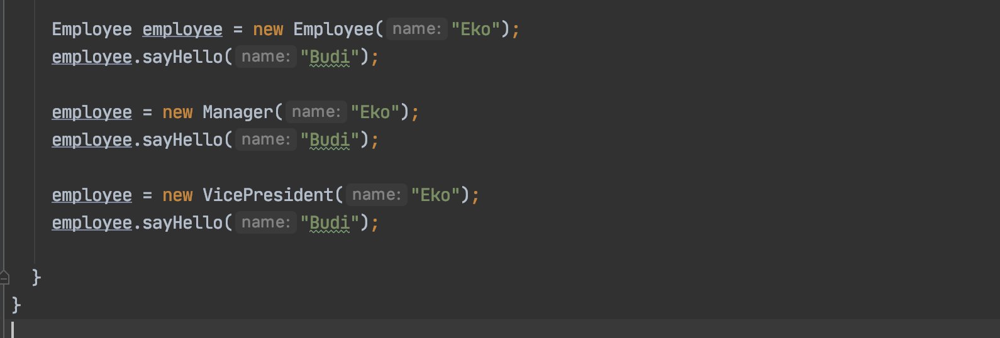 Employee employee = new Employee( name: "Eko");
employee.sayHello( name: "Budi");
employee = new Manager( name: "Eko");
employee.sayHello( name: "Budi");
employee = new VicePresident( name: "Eko");
employee.sayHello( name: "Budi");
}
}